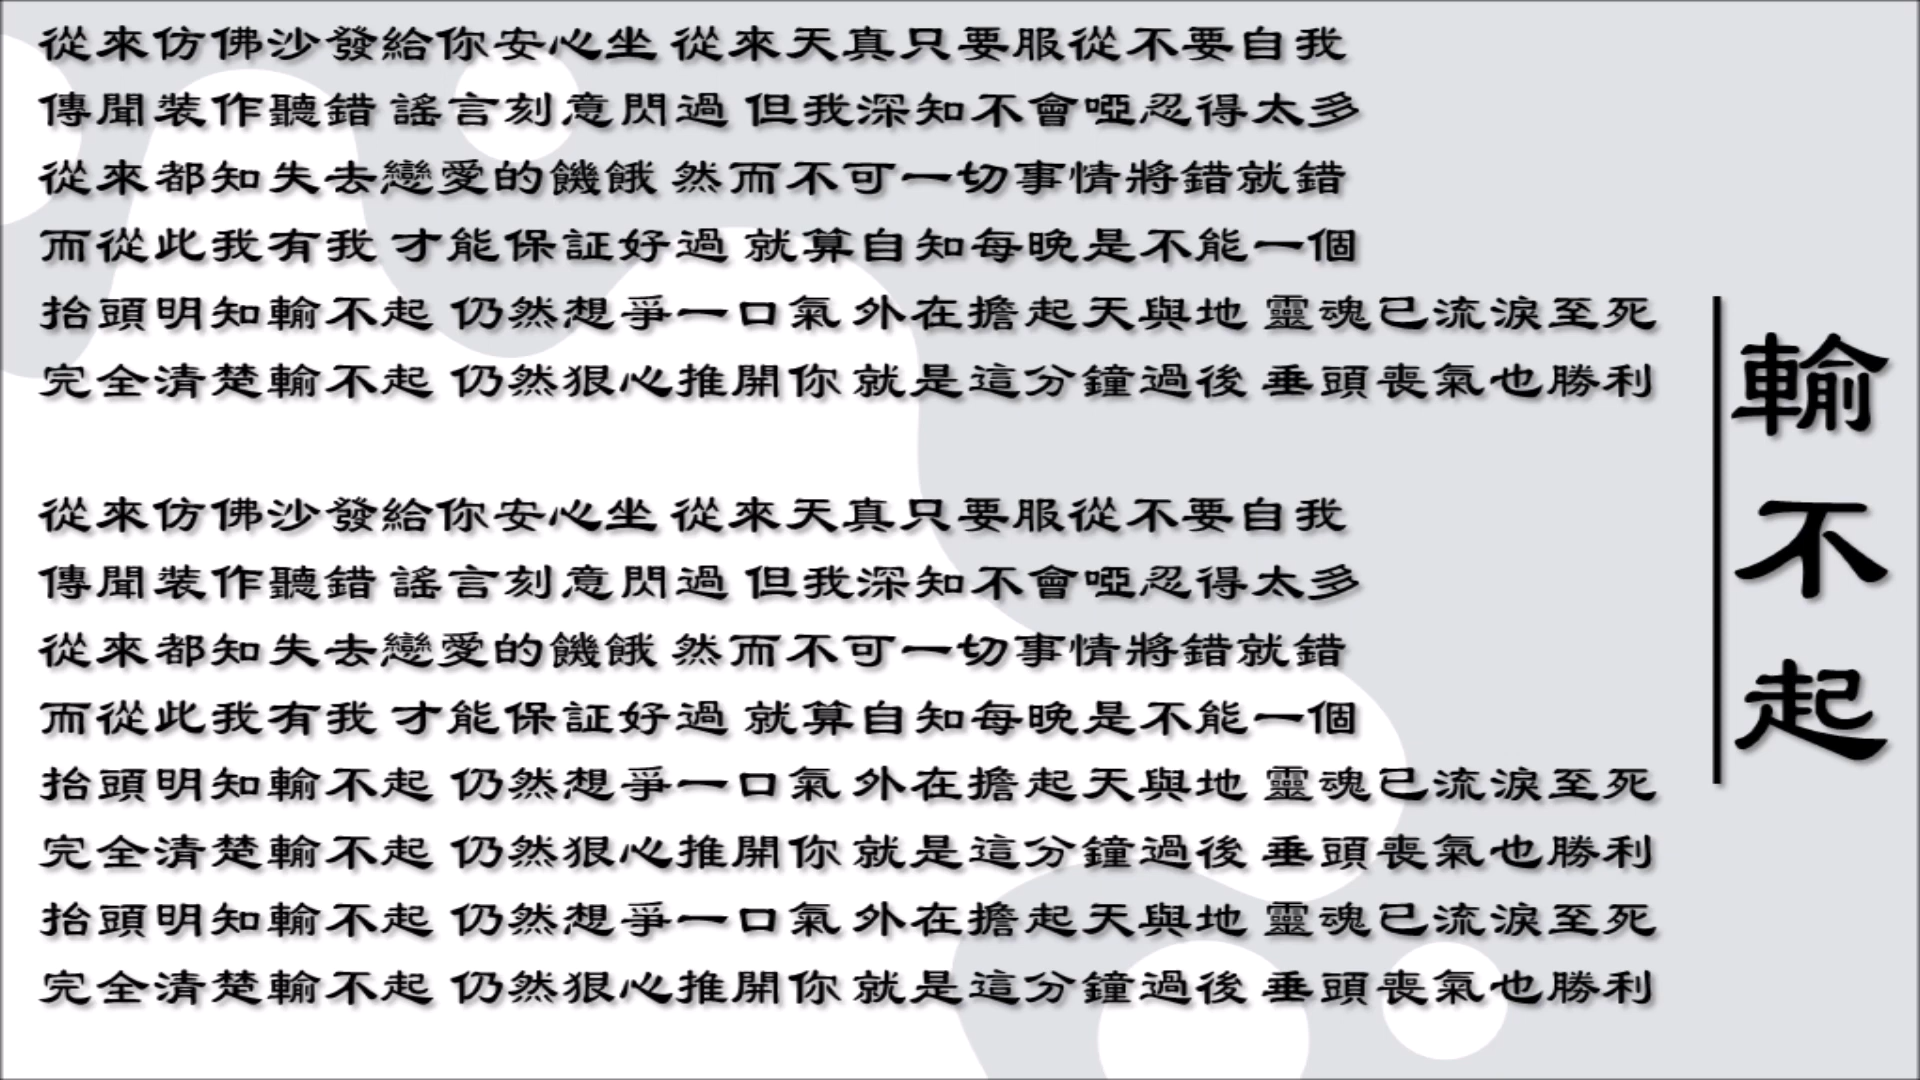 從來仿佛沙發給你安心坐 從來天真只要服從不要自我
傳聞裝作聽錯 謠言刻意閃過 但我深知不會啞忍得太多
從來都知失去戀愛的饑餓 然而不可一切事情將錯就錯
而從此我有我 才能保証好過 就算自知每晚是不能一個
抬頭明知輸不起 仍然想爭一口氣 外在擔起天與地 靈魂已流淚至死
完全清楚輸不起 仍然狠心推開你 就是這分鐘過後 垂頭喪氣也勝利
從來仿佛沙發給你安心坐 從來天真只要服從不要自我
傳聞裝作聽錯 謠言刻意閃過 但我深知不會啞忍得太多
從來都知失去戀愛的饑餓 然而不可一切事情將錯就錯
而從此我有我 才能保証好過 就算自知每晚是不能一個
抬頭明知輸不起 仍然想爭一口氣 外在擔起天與地 靈魂已流淚至死
完全清楚輸不起 仍然狠心推開你 就是這分鐘過後 垂頭喪氣也勝利
抬頭明知輸不起 仍然想爭一口氣 外在擔起天與地 靈魂已流淚至死
完全清楚輸不起 仍然狠心推開你 就是這分鐘過後 垂頭喪氣也勝利
輸不起